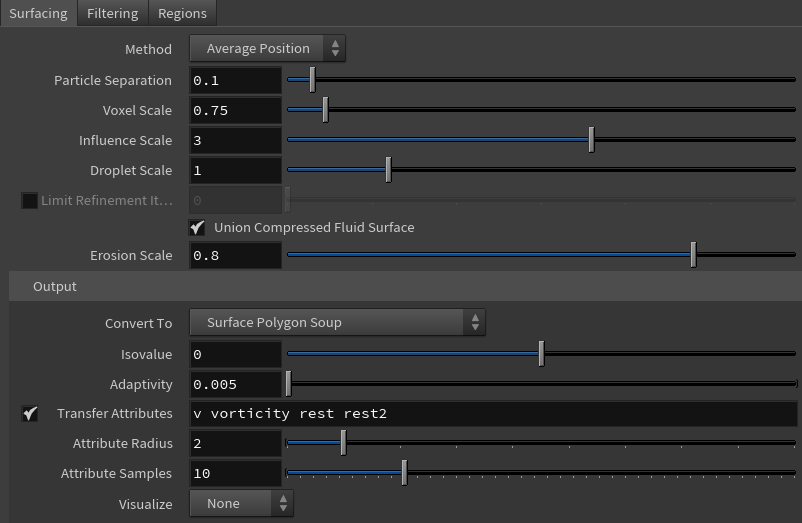 Surfacing Filtering Regions
Method Average Position
Particle Separation 0.1
Voxel Scale 0.75
Influence Scale 3
Droplet Scale 1
Limit Refinement It... 0
Union Compressed Fluid Surface
Erosion Scale 0.8
Output
Convert To Surface Polygon Soup
Isovalue 0
Adaptivity 0.005
Transfer Attributes v vorticity rest rest2
Attribute Radius 2
Attribute Samples 10
Visualize None